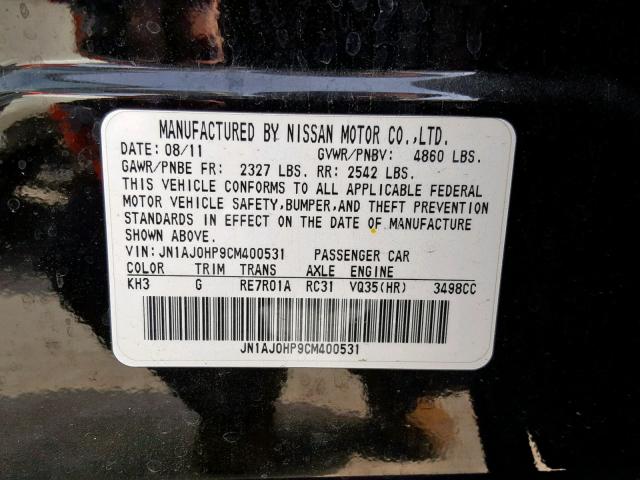 MANUFACTURED BY NISSAN MOTOR CO.,LTD.
DATE: 08/11 GVWR/PNBV: 4860 LBS.
GAWR/PNBE FR: 2327 LBS. RR: 2542 LBS.
THIS VEHICLE CONFORMS TO ALL APPLICABLE FEDERAL
MOTOR VEHICLE SAFETY,BUMPER,AND THEFT PREVENTION
STANDARDS IN EFFECT ON THE DATE OF MANUFACTURE
SHOWN ABOVE.
VIN: JN1AJ0HP9CM400531 PASSENGER CAR
COLOR TRIM TRANS AXLE ENGINE
KH3 G RE7R01A RC31 VQ35(HR) 3498CC
JN1AJ0HP9CM400531